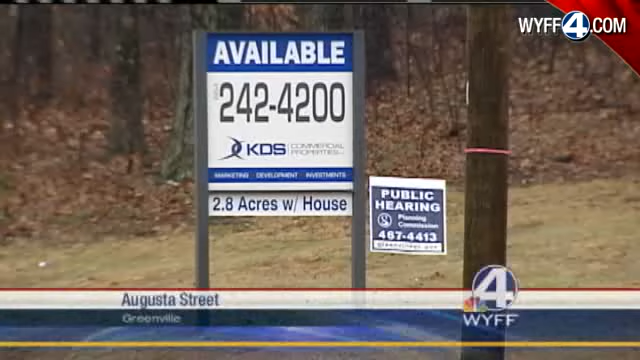 WYFF4.COM
AVAILABLE
242-4200
KDS COMMERCIAL
PROPERTIES
MARKETING DEVELOPMENT INVESTMENTS
2.8 Acres w/ House
PUBLIC
HEARING
Planning
Commission
467-4413
Augusta Street
Greenville
4
WYFF